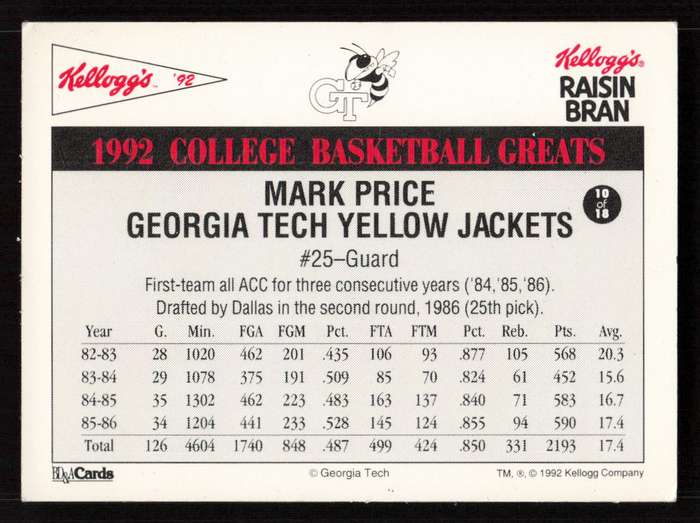 Kellogg's '92
GT
Kellogg's®
RAISIN
BRAN
1992 COLLEGE BASKETBALL GREATS
MARK PRICE
10 of 18
GEORGIA TECH YELLOW JACKETS
#25–Guard
First-team all ACC for three consecutive years ('84,'85,'86).
Drafted by Dallas in the second round, 1986 (25th pick).
Year G. Min. FGA FGM Pct. FTA FTM Pct. Reb. Pts. Avg.
82-83 28 1020 462 201 .435 106 93 .877 105 568 20.3
83-84 29 1078 375 191 .509 85 70 .824 61 452 15.6
84-85 35 1302 462 223 .483 163 137 .840 71 583 16.7
85-86 34 1204 441 233 .528 145 124 .855 94 590 17.4
Total 126 4604 1740 848 .487 499 424 .850 331 2193 17.4
BD&A Cards © Georgia Tech TM, ®, © 1992 Kellogg Company